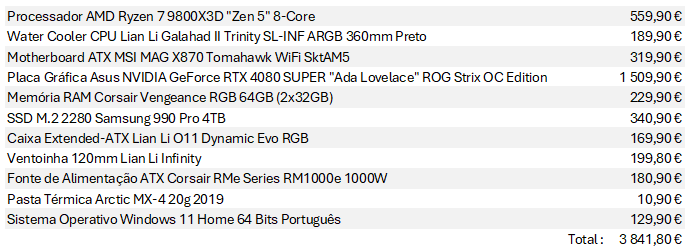 Processador AMD Ryzen 7 9800X3D "Zen 5" 8-Core 559,90 €
Water Cooler CPU Lian Li Galahad II Trinity SL-INF ARGB 360mm Preto 189,90 €
Motherboard ATX MSI MAG X870 Tomahawk WiFi SktAM5 319,90 €
Placa Gráfica Asus NVIDIA GeForce RTX 4080 SUPER "Ada Lovelace" ROG Strix OC Edition 1 509,90 €
Memória RAM Corsair Vengeance RGB 64GB (2x32GB) 229,90 €
SSD M.2 2280 Samsung 990 Pro 4TB 340,90 €
Caixa Extended-ATX Lian Li O11 Dynamic Evo RGB 169,90 €
Ventoinha 120mm Lian Li Infinity 199,80 €
Fonte de Alimentação ATX Corsair RMe Series RM1000e 1000W 180,90 €
Pasta Térmica Arctic MX-4 20g 2019 10,90 €
Sistema Operativo Windows 11 Home 64 Bits Português 129,90 €
Total : 3 841,80 €